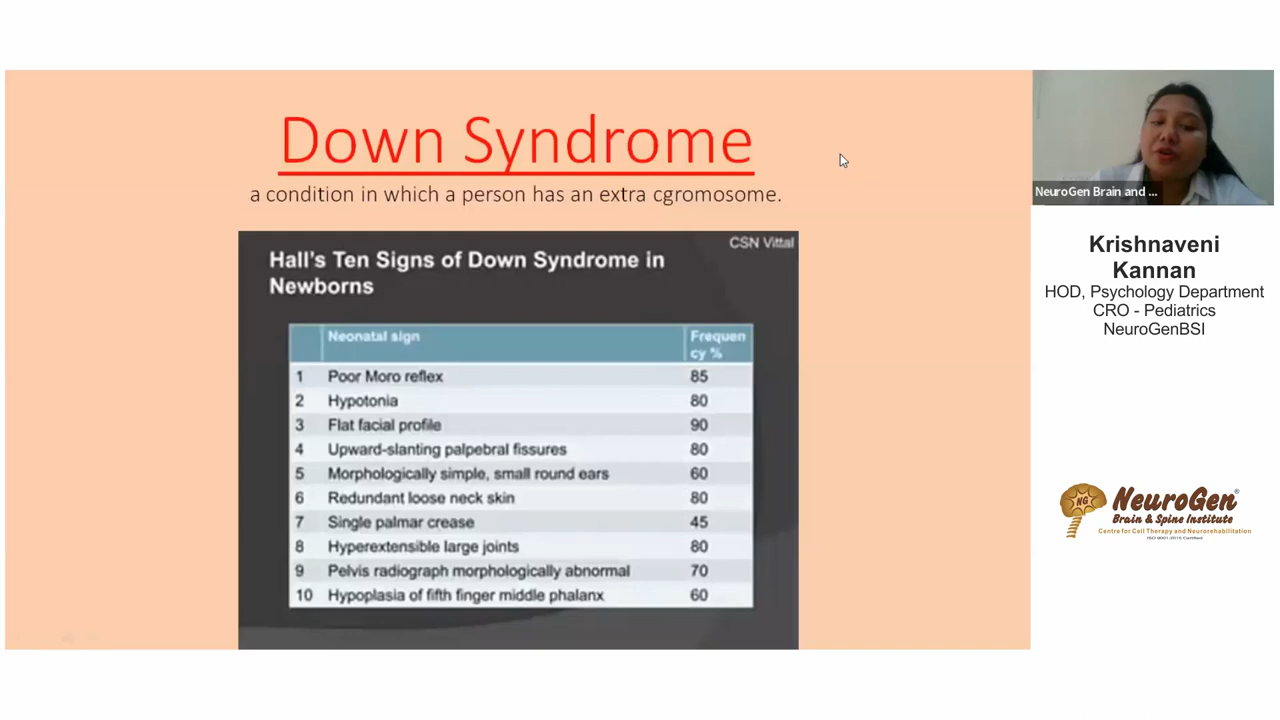 Down Syndrome
a condition in which a person has an extra cgromosome.
CSN Vittal
Hall's Ten Signs of Down Syndrome in
Newborns
Neonatal sign Frequen
cy %
1 Poor Moro reflex 85
2 Hypotonia 80
3 Flat facial profile 90
4 Upward-slanting palpebral fissures 80
5 Morphologically simple, small round ears 60
6 Redundant loose neck skin 80
7 Single palmar crease 45
8 Hyperextensible large joints 80
9 Pelvis radiograph morphologically abnormal 70
10 Hypoplasia of fifth finger middle phalanx 60
NeuroGen Brain and ...
Krishnaveni
Kannan
HOD, Psychology Department
CRO - Pediatrics
NeuroGenBSI
NG
NeuroGen®
Brain & Spine Institute
Centre for Cell Therapy and Neurorehabilitation
ISO 9001:2015 Certified